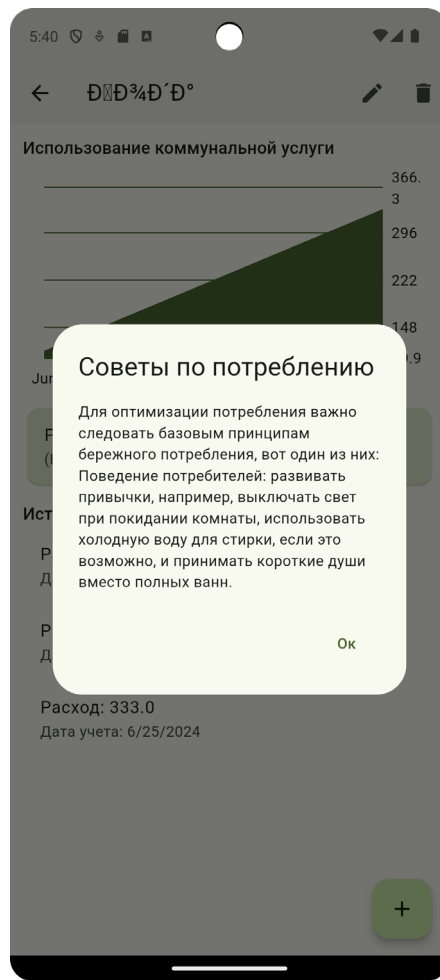 5:40
ÐÐ¾Ð´Ð°
Использование коммунальной услуги
366.
3
296
222
148
Jun
Советы по потреблению
Для оптимизации потребления важно
следовать базовым принципам
бережного потребления, вот один из них:
Поведение потребителей: развивать
привычки, например, выключать свет
при покидании комнаты, использовать
холодную воду для стирки, если это
возможно, и принимать короткие души
вместо полных ванн.
Ок
Расход: 333.0
Дата учета: 6/25/2024